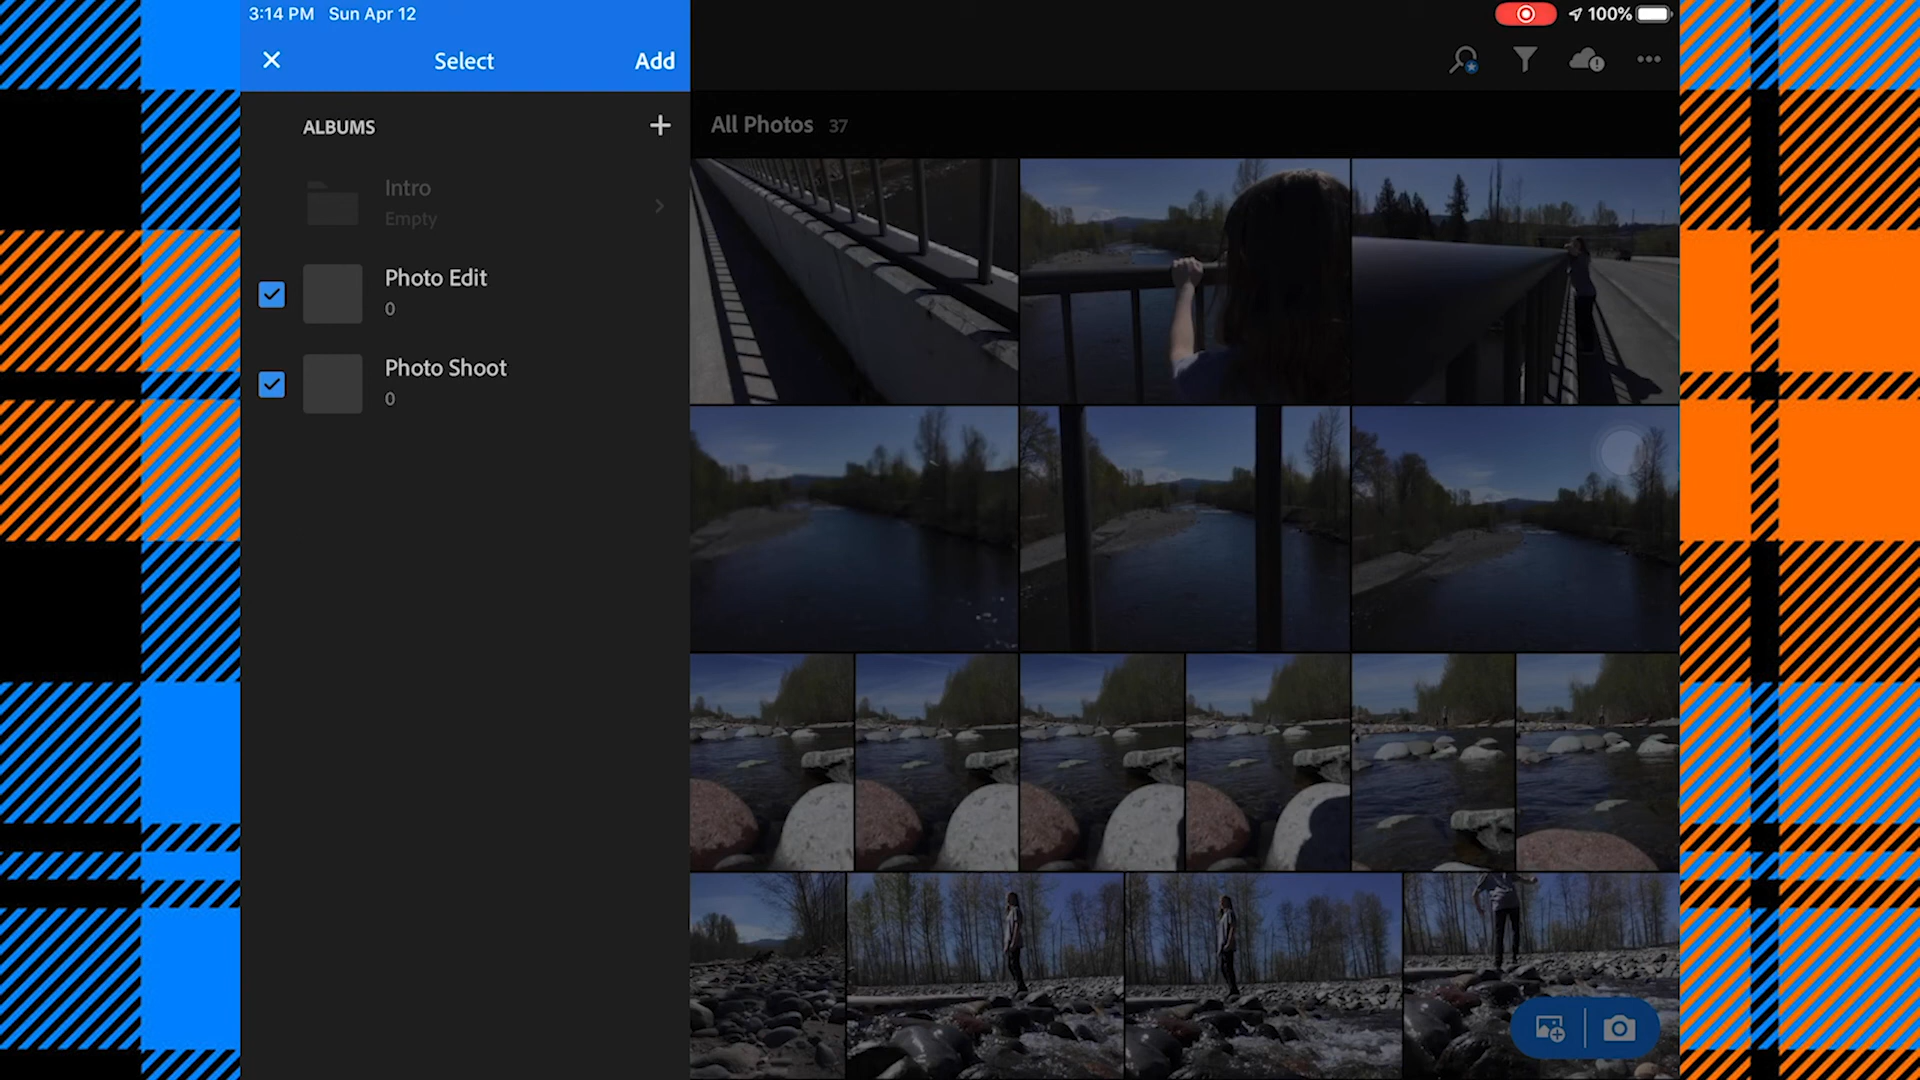 3:14 PM Sun Apr 12
100%
Select
Add
ALBUMS
Intro
Empty
Photo Edit
0
Photo Shoot
0
All Photos 37